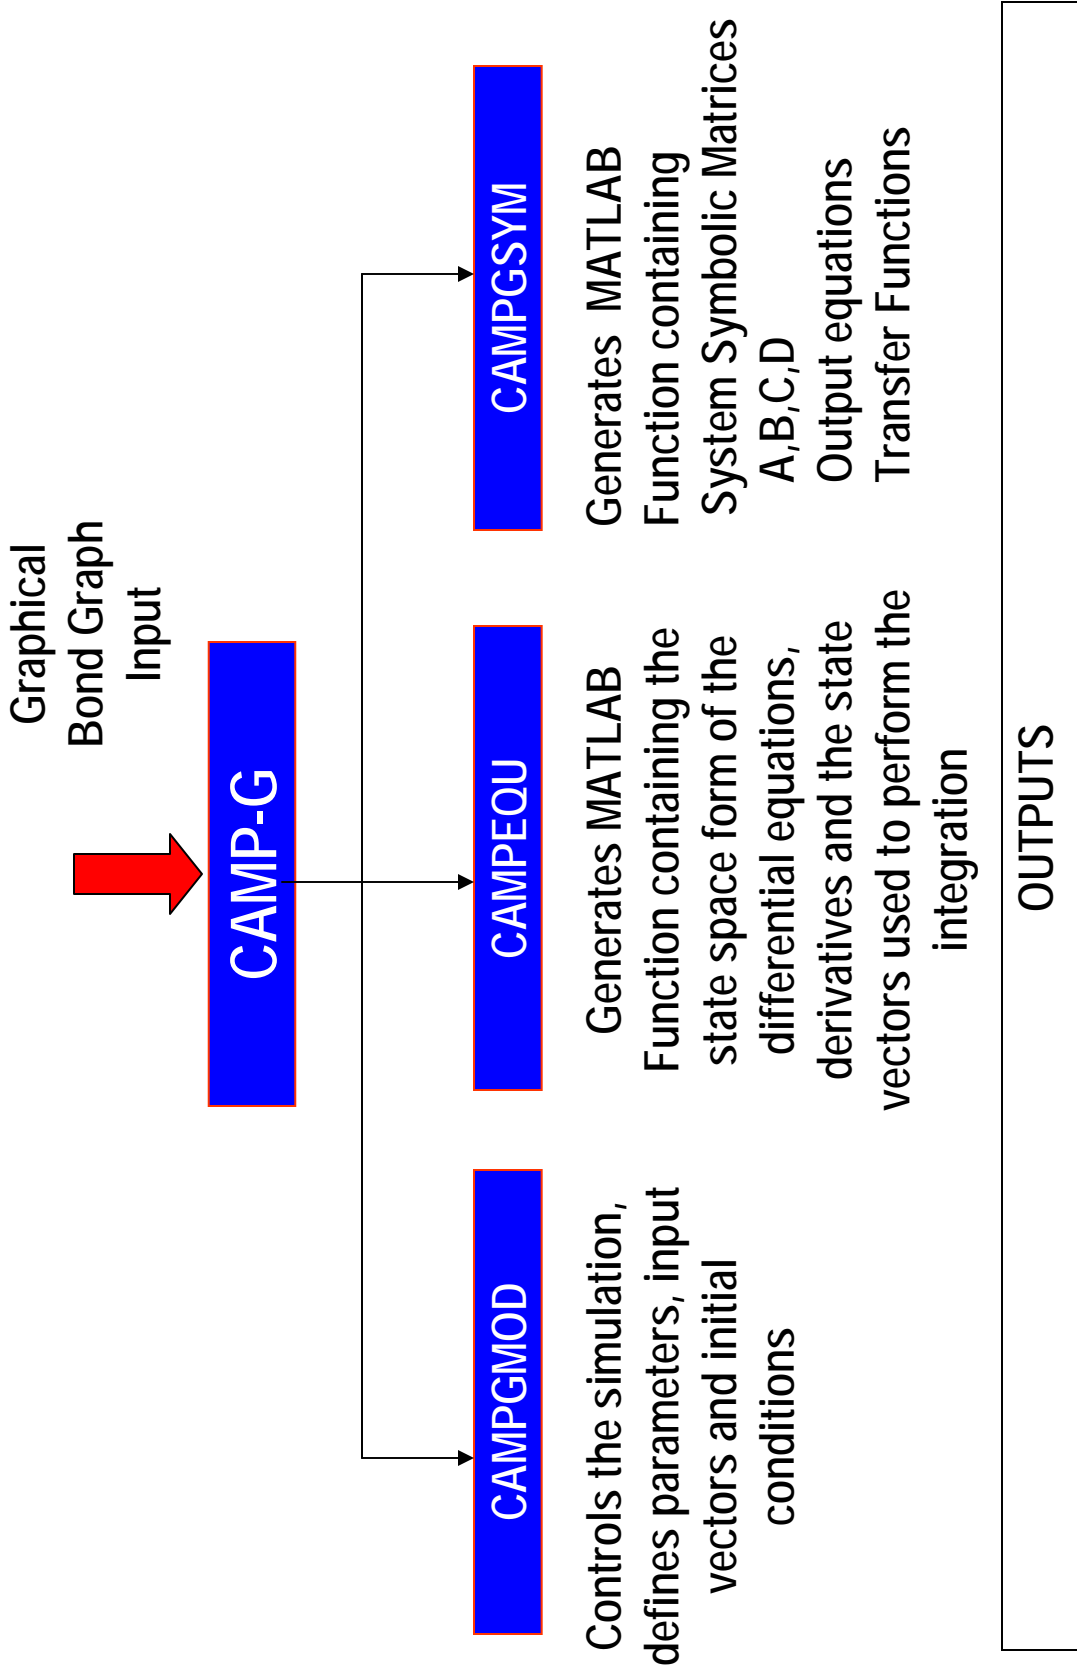 Graphical
Bond Graph
Input
CAMP-G
CAMPGMOD
Controls the simulation,
defines parameters, input
vectors and initial
conditions
CAMPEQU
Generates MATLAB
Function containing the
state space form of the
differential equations,
derivatives and the state
vectors used to perform the
integration
CAMPGSYM
Generates MATLAB
Function containing
System Symbolic Matrices
A,B,C,D
Output equations
Transfer Functions
OUTPUTS